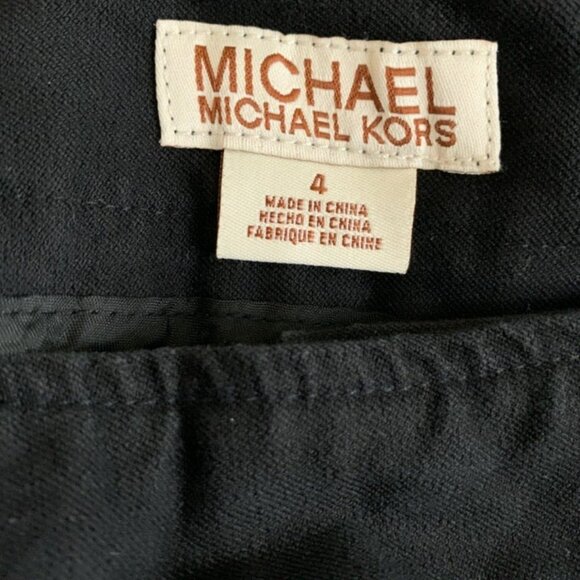 MICHAEL
MICHAEL KORS
4
MADE IN CHINA
HECHO EN CHINA
FABRIQUE EN CHINE